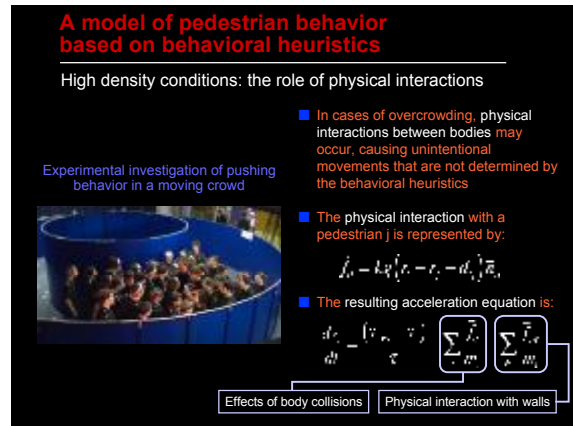 A model of pedestrian behavior
based on behavioral heuristics
High density conditions: the role of physical interactions
In cases of overcrowding, physical
interactions between bodies may
occur, causing unintentional
movements that are not determined by
the behavioral heuristics
Experimental investigation of pushing
behavior in a moving crowd
The physical interaction with a
pedestrian j is represented by:
The resulting acceleration equation is:
Effects of body collisions
Physical interaction with walls